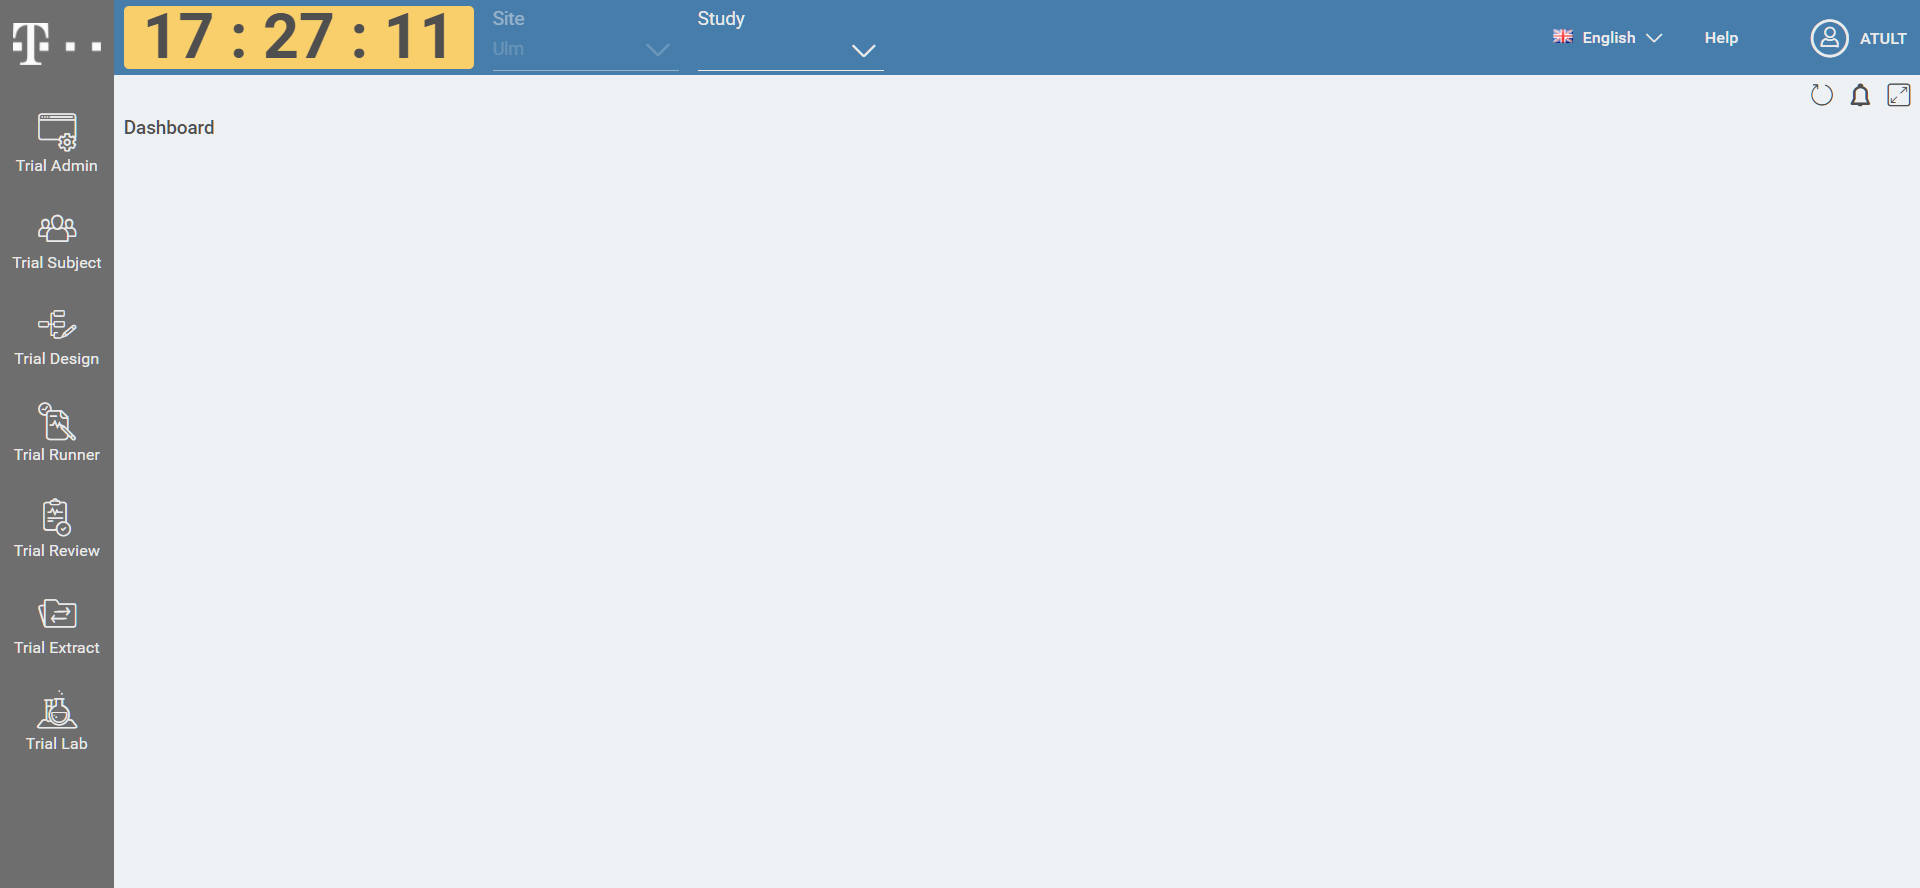 T
17 : 27 : 11
Site
Ulm
Study
English
Help
ATULT
Dashboard
Trial Admin
Trial Subject
Trial Design
Trial Runner
Trial Review
Trial Extract
Trial Lab